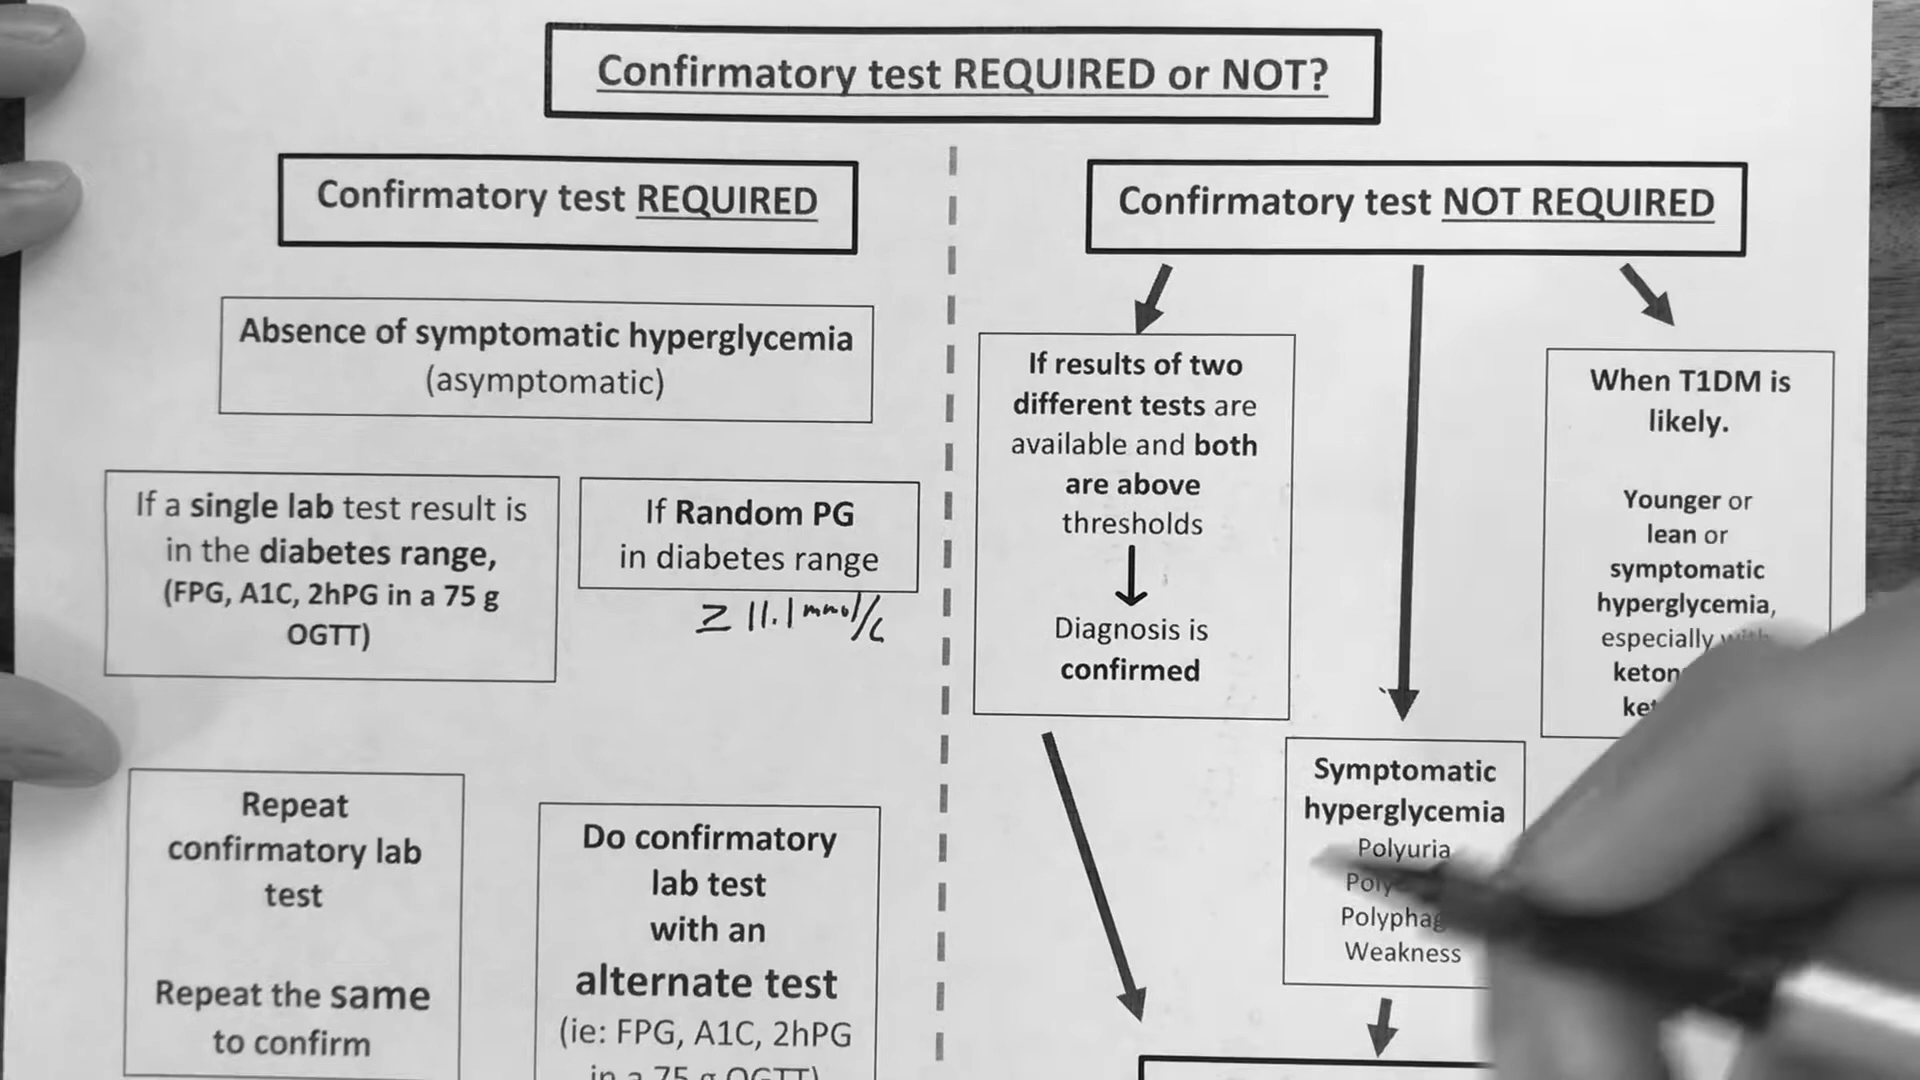 Confirmatory test REQUIRED or NOT?
Confirmatory test REQUIRED
Absence of symptomatic hyperglycemia
(asymptomatic)
If a single lab test result is
in the diabetes range,
(FPG, A1C, 2hPG in a 75 g
OGTT)
If Random PG
in diabetes range
≥ 11.1 mmol/L
Repeat
confirmatory lab
test
Repeat the same
to confirm
Do confirmatory
lab test
with an
alternate test
(ie: FPG, A1C, 2hPG
in a 75 g OGTT)
Confirmatory test NOT REQUIRED
If results of two
different tests are
available and both
are above
thresholds
Diagnosis is
confirmed
Symptomatic
hyperglycemia
Polyuria
Weakness
When T1DM is
likely.
Younger or
lean or
symptomatic
hyperglycemia,
especially with